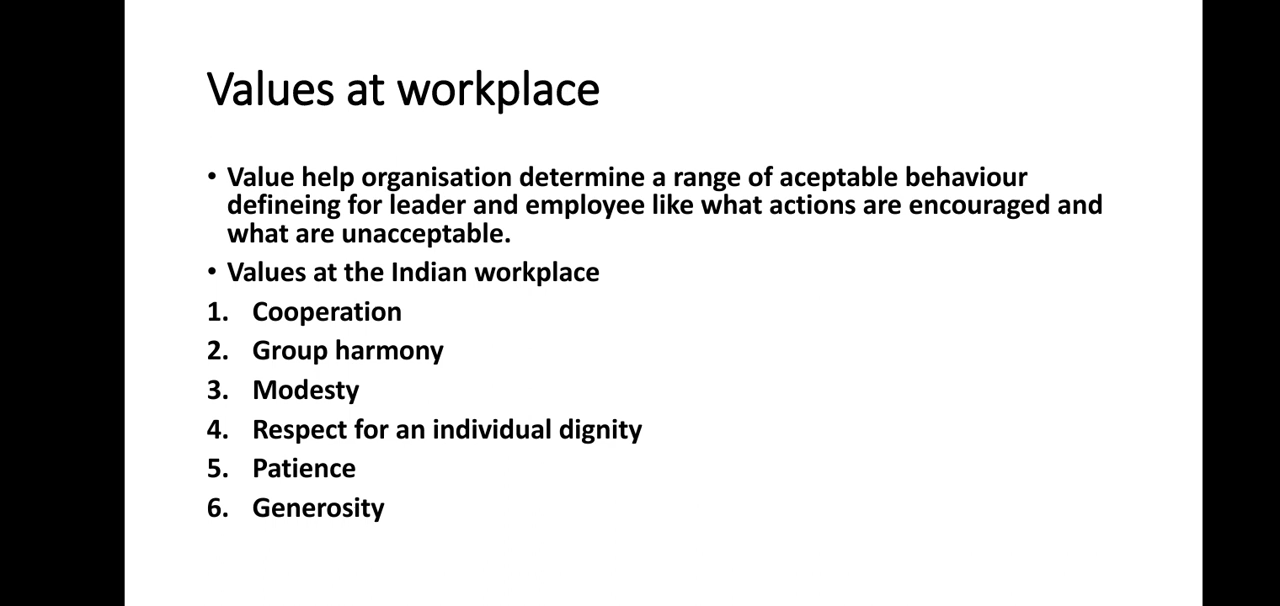 Values at workplace
• Value help organisation determine a range of aceptable behaviour
defineing for leader and employee like what actions are encouraged and
what are unacceptable.
• Values at the Indian workplace
1. Cooperation
2. Group harmony
3. Modesty
4. Respect for an individual dignity
5. Patience
6. Generosity